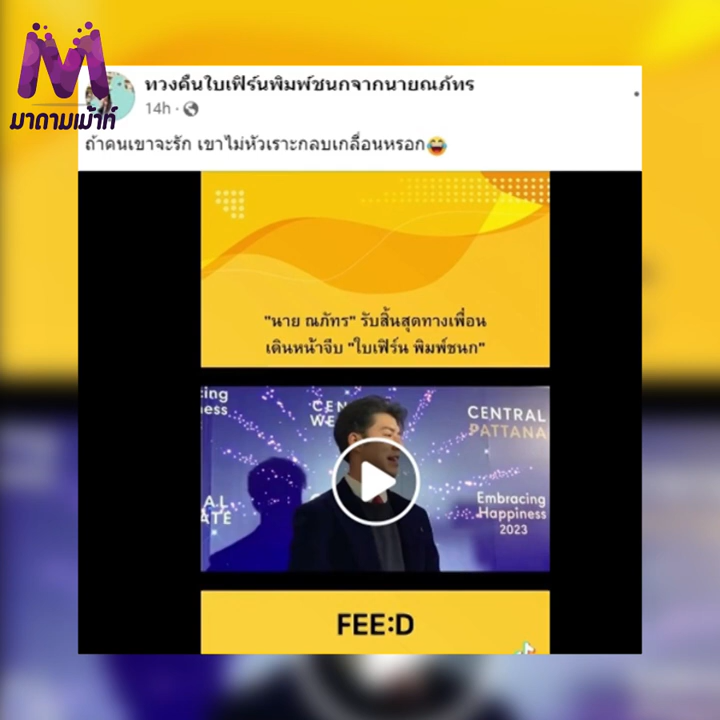 M
มาดามเม้าท์
ทวงคืนใบเฟิร์นพิมพ์ชนกจากนายณภัทร
14h ·
ถ้าคนเขาจะรัก เขาไม่หัวเราะกลบเกลื่อนหรอก😂
"นาย ณภัทร" รับสิ้นสุดทางเพื่อน
เดินหน้าจีบ "ใบเฟิร์น พิมพ์ชนก"
CENTRAL
PATTANA
Embracing
Happiness
2023
FEE:D